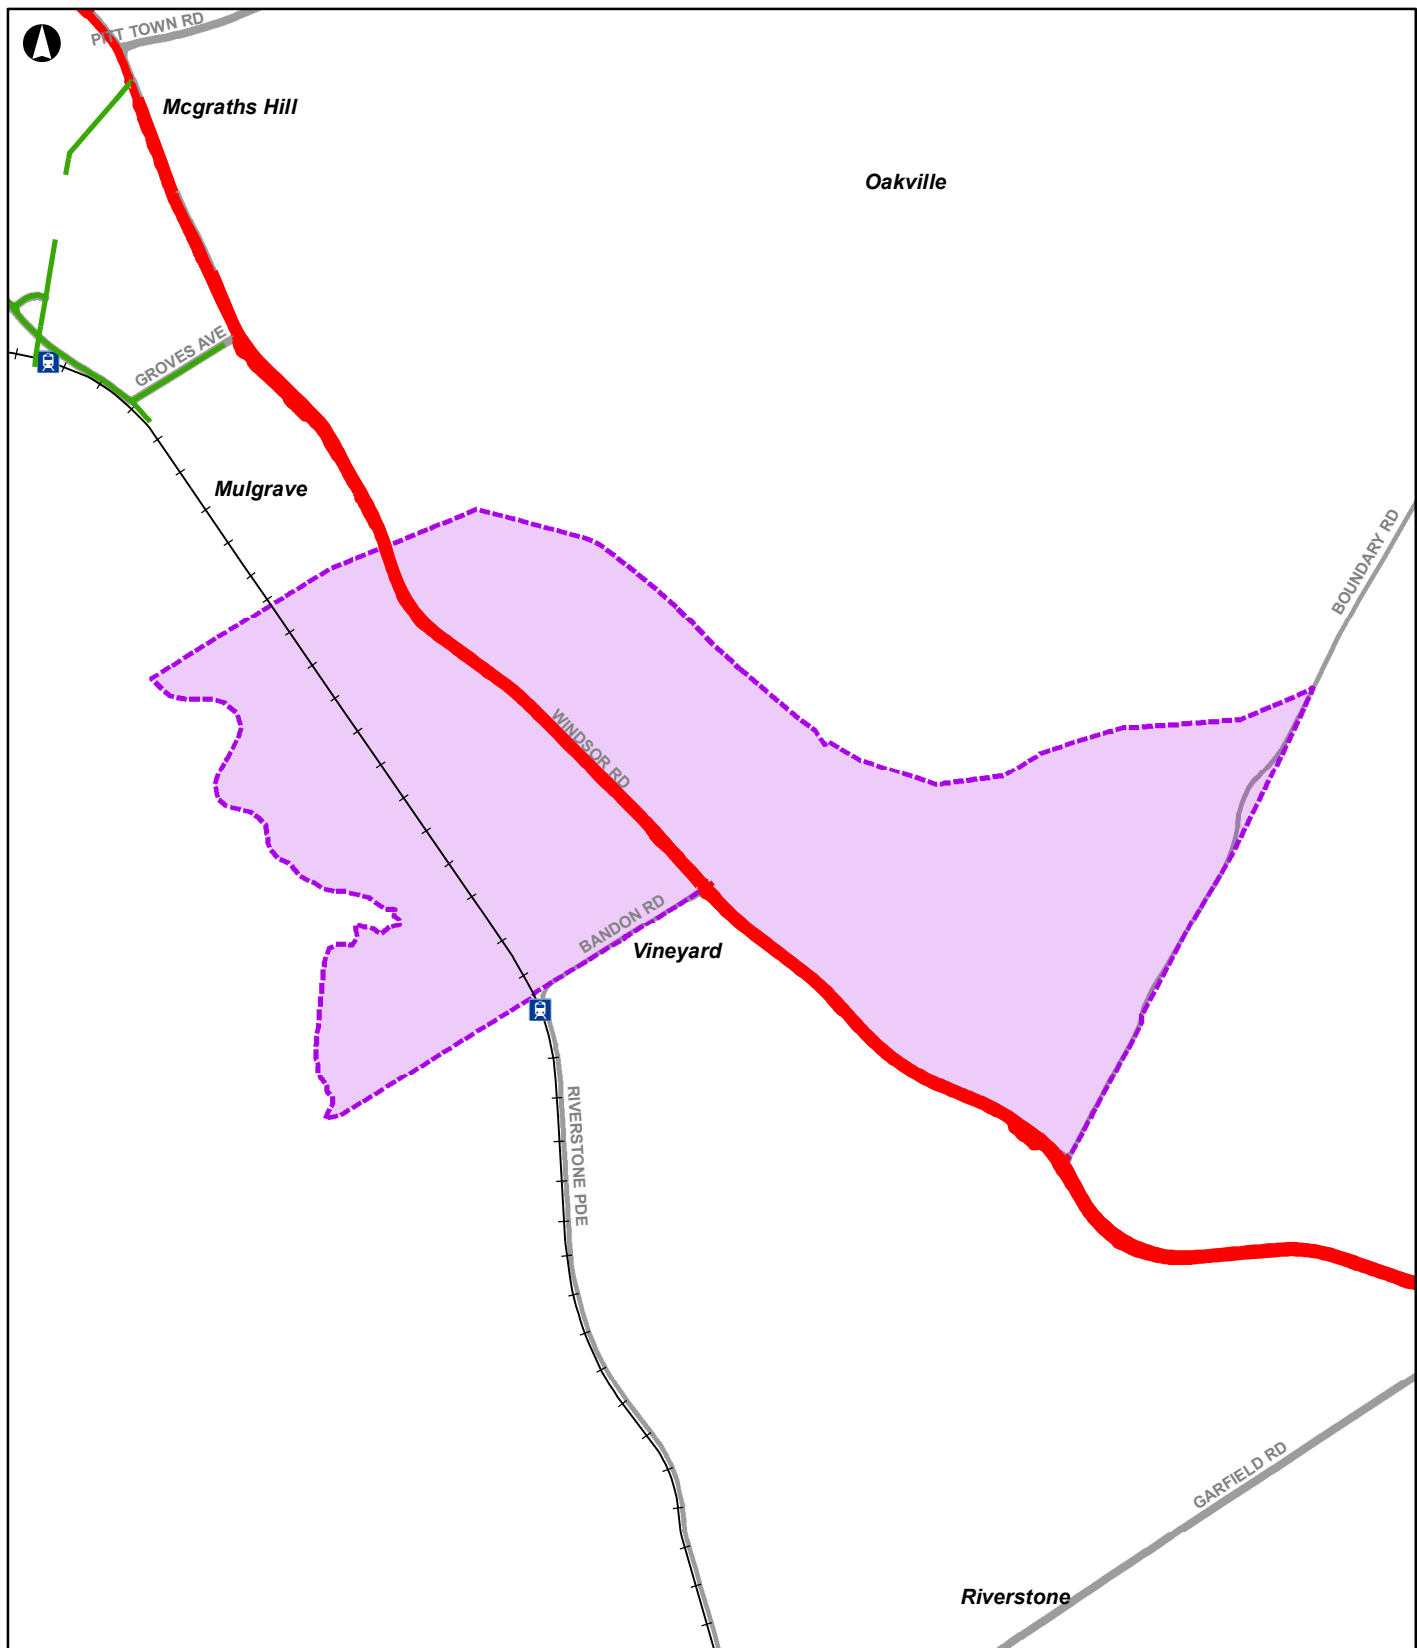 PITT TOWN RD
Mcgraths Hill
Oakville
GROVES AVE
Mulgrave
BOUNDARY RD
WINDSOR RD
BANDON RD
Vineyard
RIVERSTONE PDE
GARFIELD RD
Riverstone